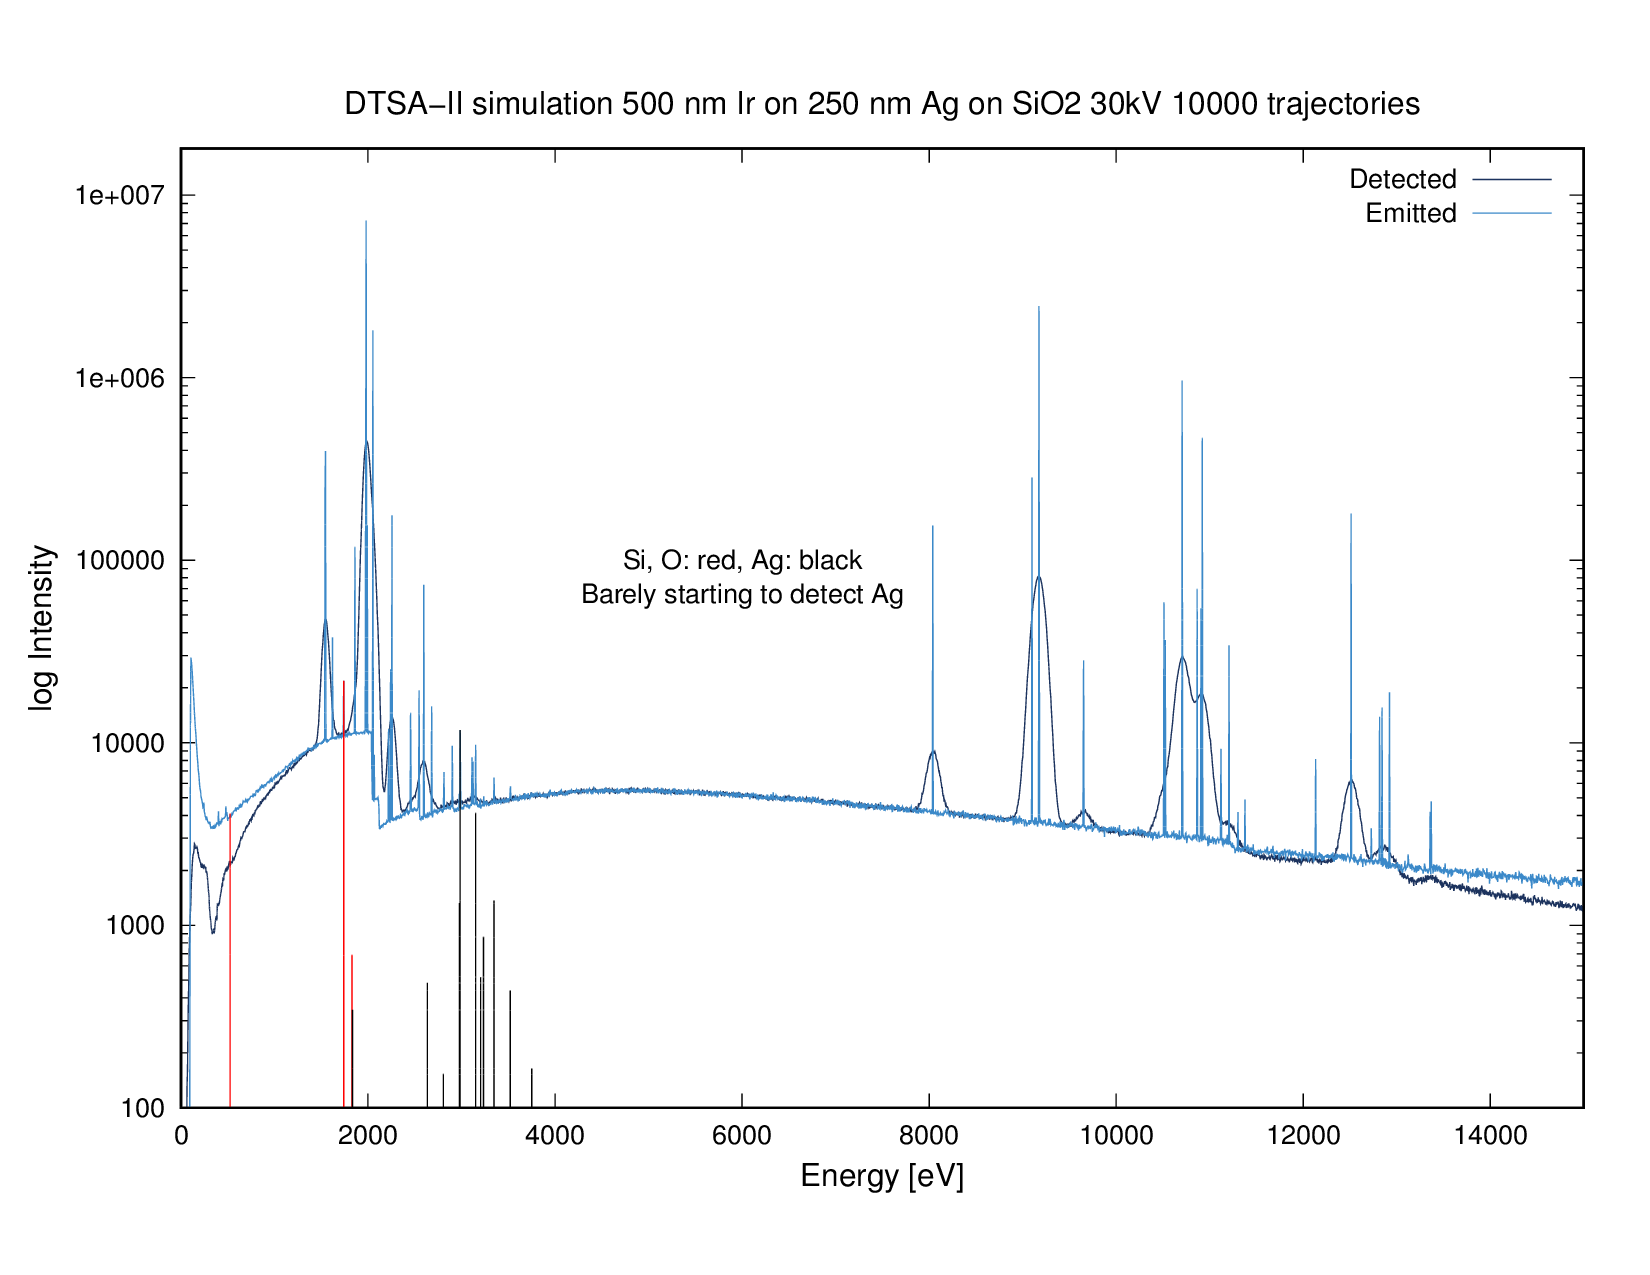 DTSA−II simulation 500 nm Ir on 250 nm Ag on SiO2 30kV 10000 trajectories
Detected
Emitted
1e+007
1e+006
100000
10000
1000
100
log Intensity
Si, O: red, Ag: black
Barely starting to detect Ag
0 2000 4000 6000 8000 10000 12000 14000
Energy [eV]